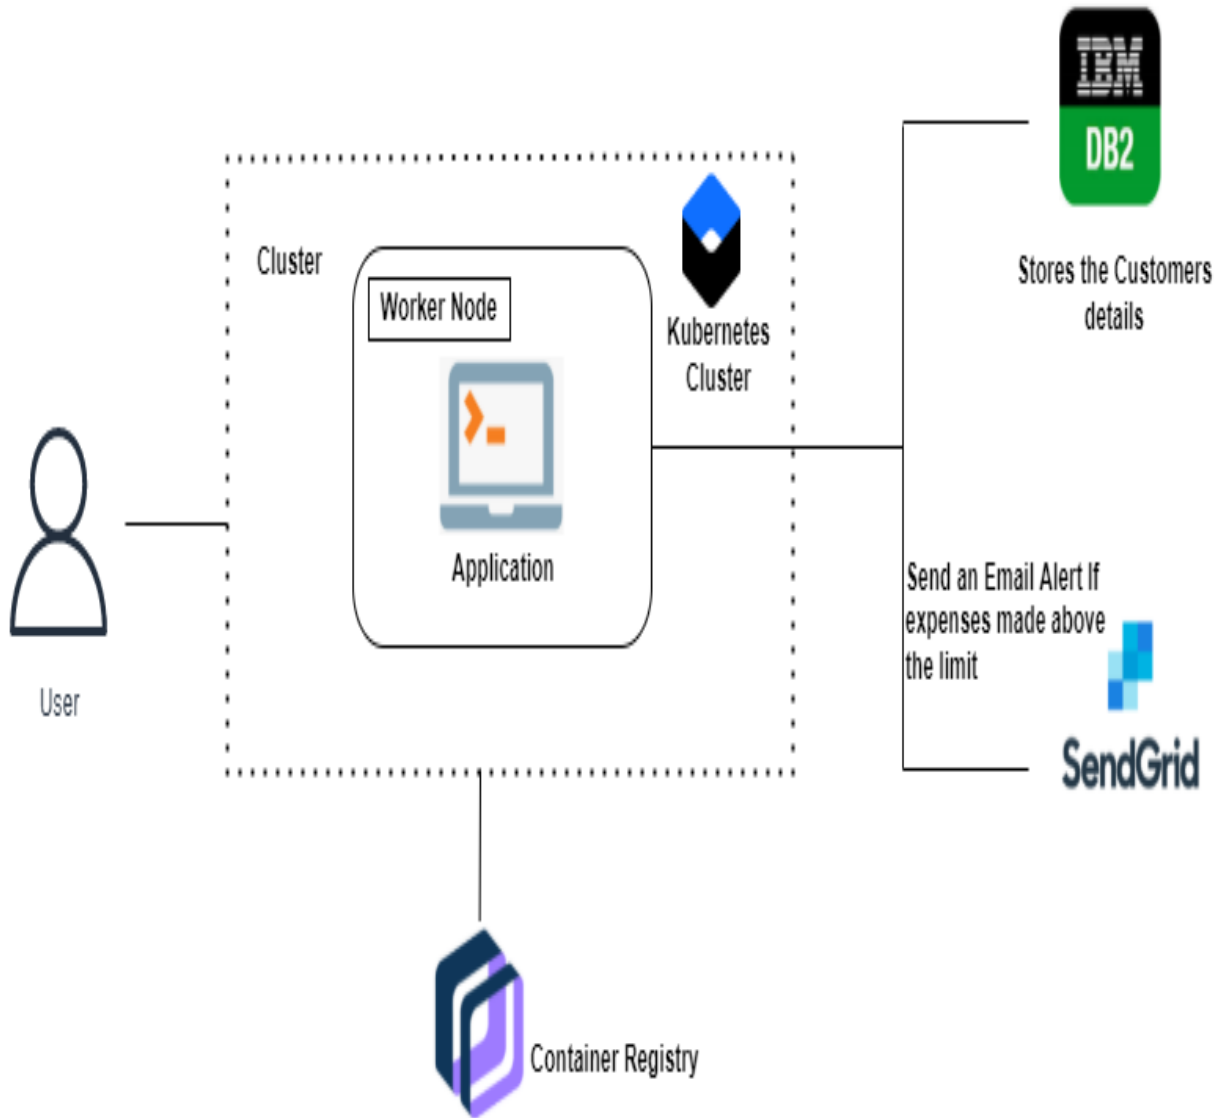 IBM
DB2
Stores the Customers
details
Cluster
Worker Node
Kubernetes
Cluster
Application
User
Send an Email Alert If
expenses made above
the limit
SendGrid
Container Registry